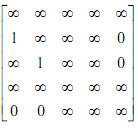 ∞ ∞ ∞ ∞ ∞
1 ∞ ∞ ∞ 0
∞ 1 ∞ ∞ 0
∞ ∞ ∞ ∞ ∞
0 0 ∞ ∞ ∞